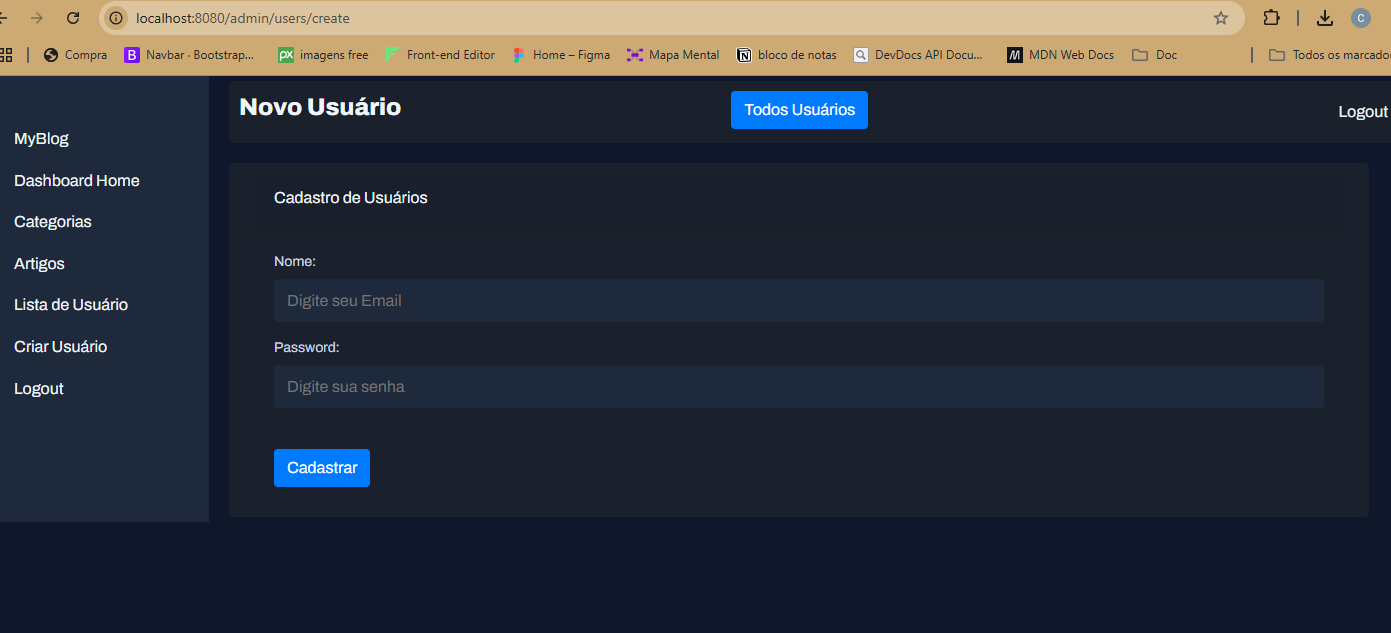 localhost:8080/admin/users/create
C
Compra
B Navbar · Bootstrap...
px imagens free
Front-end Editor
Home – Figma
Mapa Mental
N bloco de notas
DevDocs API Docu...
M MDN Web Docs
Doc
Todos os marcado
MyBlog
Dashboard Home
Categorias
Artigos
Lista de Usuário
Criar Usuário
Logout
Novo Usuário
Todos Usuários
Logout
Cadastro de Usuários
Nome:
Digite seu Email
Password:
Digite sua senha
Cadastrar